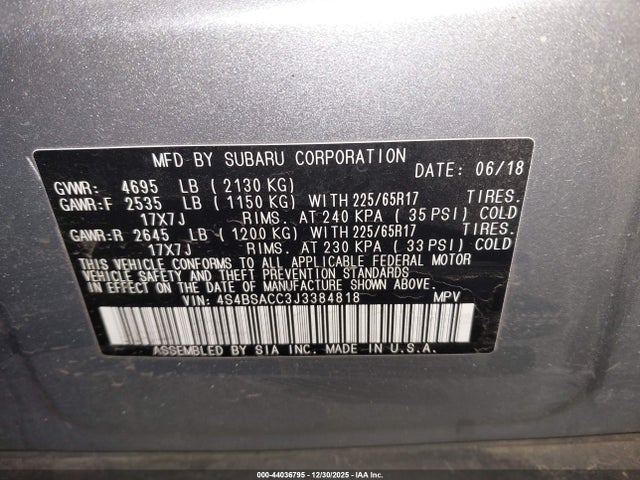 MFD BY SUBARU CORPORATION
DATE: 06/18
GVWR: 4695 LB ( 2130 KG)
GAWR:F 2535 LB ( 1150 KG) WITH 225/65R17 TIRES.
17X7J RIMS. AT 240 KPA ( 35 PSI) COLD
GAWR:R 2645 LB ( 1200 KG) WITH 225/65R17 TIRES.
17X7J RIMS. AT 230 KPA ( 33 PSI) COLD
THIS VEHICLE CONFORMS TO ALL APPLICABLE FEDERAL MOTOR
VEHICLE SAFETY AND THEFT PREVENTION STANDARDS
IN EFFECT ON THE DATE OF MANUFACTURE SHOWN ABOVE.
VIN: 4S4BSACC3J3384818 MPV
ASSEMBLED BY SIA INC. MADE IN U.S.A.
000-44036795 - 12/30/2025 - IAA Inc.